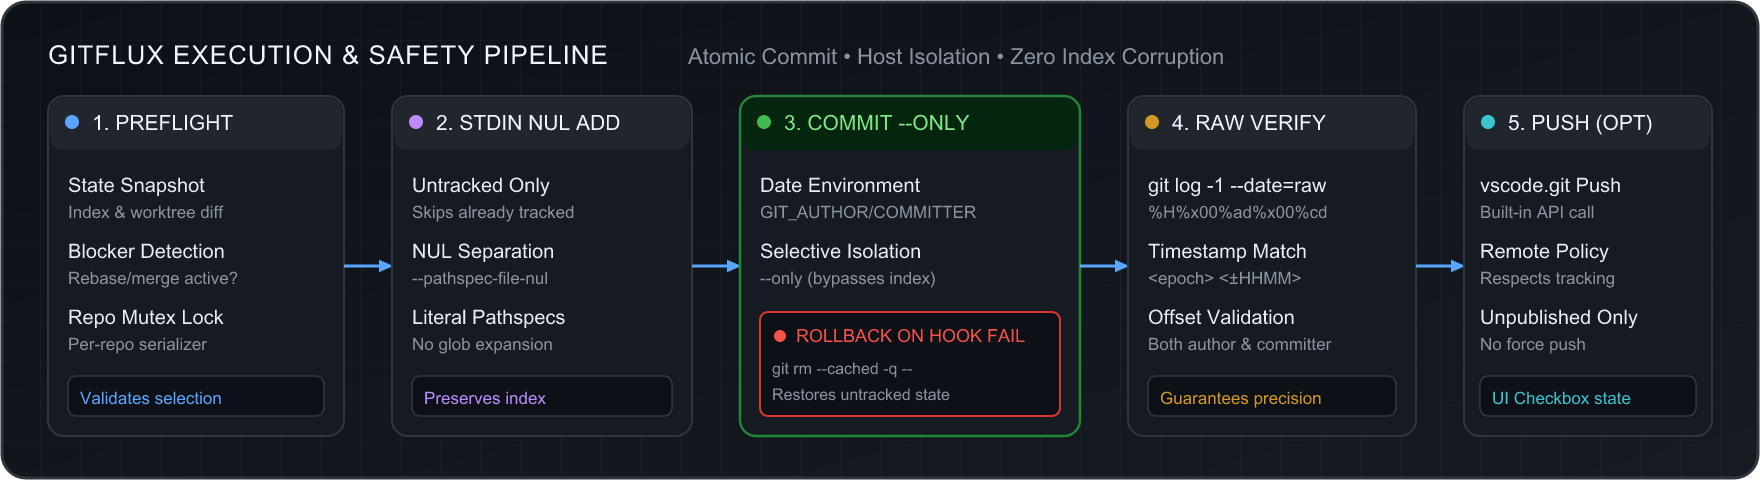 GITFLUX EXECUTION & SAFETY PIPELINE
Atomic Commit • Host Isolation • Zero Index Corruption
1. PREFLIGHT
State Snapshot
Index & worktree diff
Blocker Detection
Rebase/merge active?
Repo Mutex Lock
Per-repo serializer
Validates selection
2. STDIN NUL ADD
Untracked Only
Skips already tracked
NUL Separation
--pathspec-file-nul
Literal Pathspecs
No glob expansion
Preserves index
3. COMMIT --ONLY
Date Environment
GIT_AUTHOR/COMMITTER
Selective Isolation
--only (bypasses index)
ROLLBACK ON HOOK FAIL
git rm --cached -q --
Restores untracked state
4. RAW VERIFY
git log -1 --date=raw
%H%x00%ad%x00%cd
Timestamp Match
<epoch> <±HHMM>
Offset Validation
Both author & committer
Guarantees precision
5. PUSH (OPT)
vscode.git Push
Built-in API call
Remote Policy
Respects tracking
Unpublished Only
No force push
UI Checkbox state